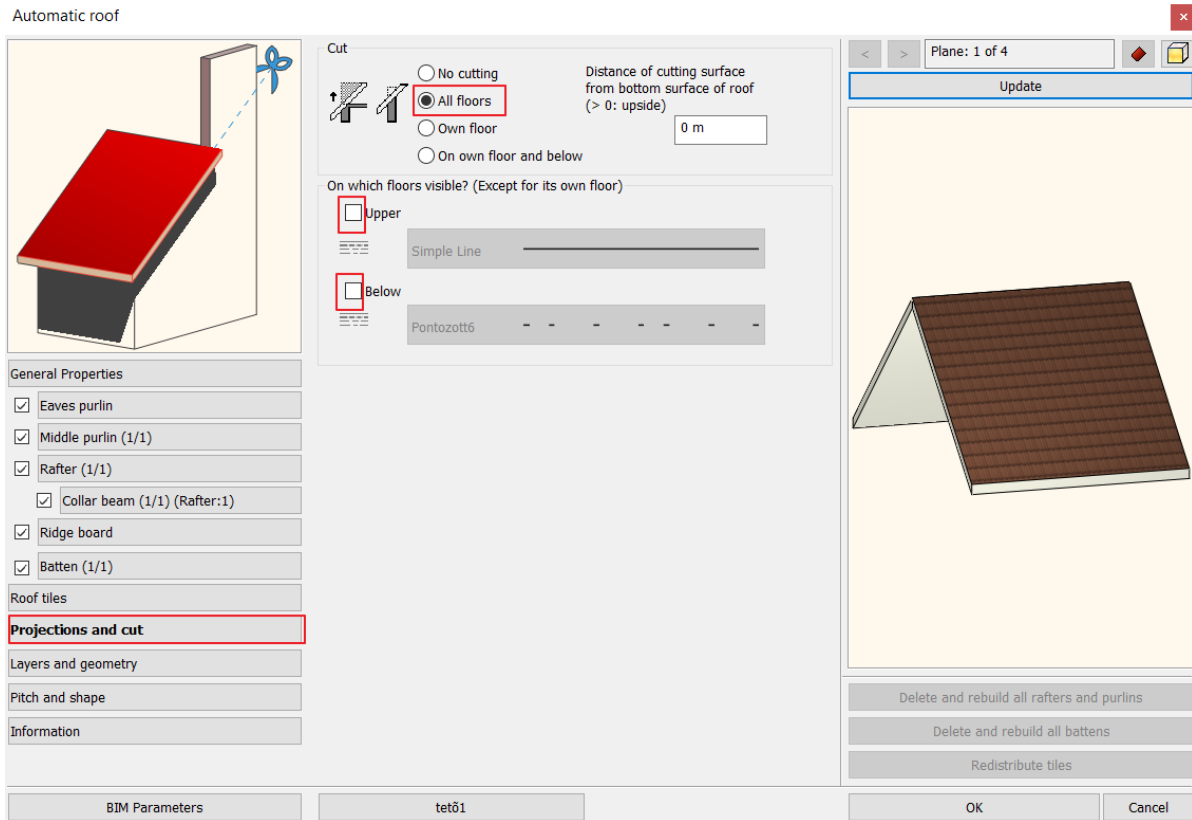 Automatic roof
Cut
No cutting
All floors
Own floor
On own floor and below
Distance of cutting surface
from bottom surface of roof
(> 0: upside)
0 m
On which floors visible? (Except for its own floor)
Upper
Simple Line
Below
Pontozott6
General Properties
Eaves purlin
Middle purlin (1/1)
Rafter (1/1)
Collar beam (1/1) (Rafter:1)
Ridge board
Batten (1/1)
Roof tiles
Projections and cut
Layers and geometry
Pitch and shape
Information
< > Plane: 1 of 4
Update
Delete and rebuild all rafters and purlins
Delete and rebuild all battens
Redistribute tiles
BIM Parameters
tetõ1
OK
Cancel